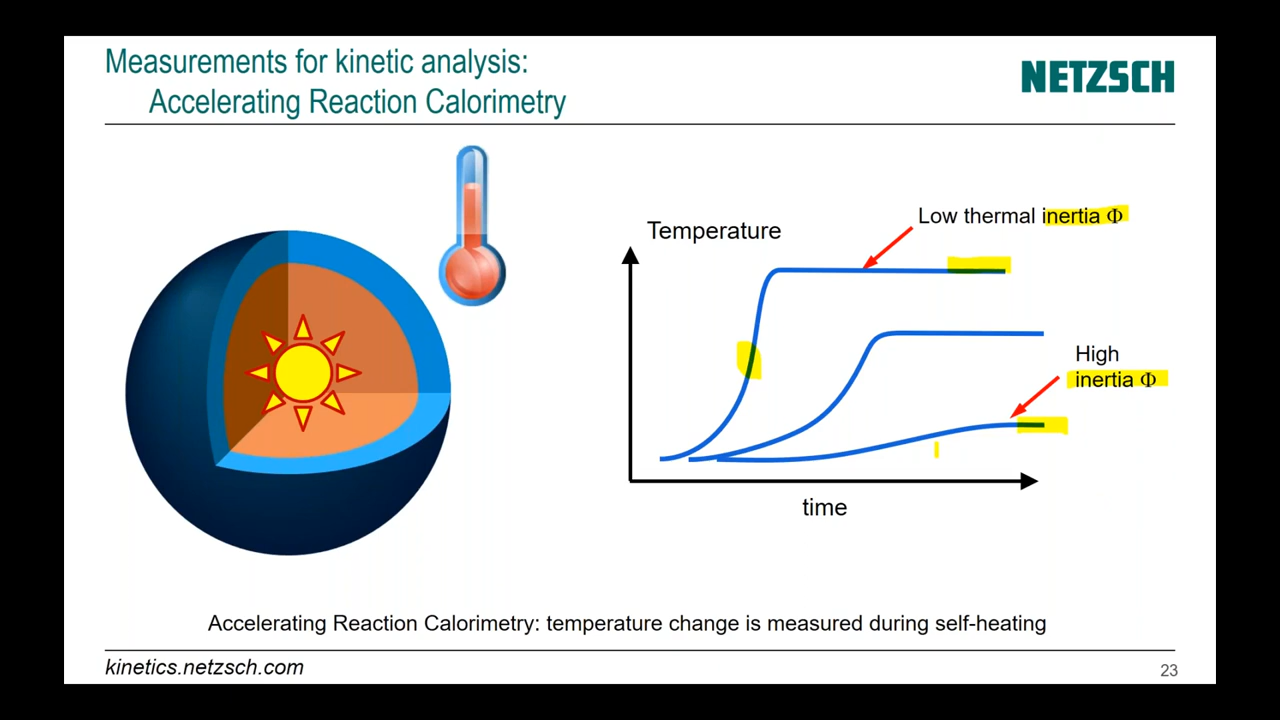 Measurements for kinetic analysis:
Accelerating Reaction Calorimetry
NETZSCH
Low thermal inertia Φ
Temperature
High
inertia Φ
time
Accelerating Reaction Calorimetry: temperature change is measured during self-heating
kinetics.netzsch.com
23